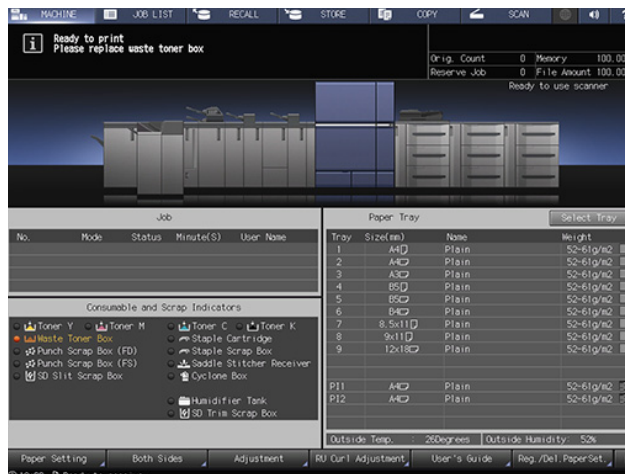 MACHINE JOB LIST RECALL STORE COPY SCAN
Ready to print
Please replace waste toner box
Orig. Count 0 Memory 100.00
Reserve Job 0 File Amount 100.00
Ready to use scanner
Job
No. Mode Status Minute(S) User Name
Paper Tray Select Tray
Tray Size(mm) Name Weight
1 A4 Plain 52-61g/m2
2 A4 Plain 52-61g/m2
3 A3 Plain 52-61g/m2
4 B5 Plain 52-61g/m2
5 B5 Plain 52-61g/m2
6 B4 Plain 52-61g/m2
7 8.5x11 Plain 52-61g/m2
8 9x11 Plain 52-61g/m2
9 12x18 Plain 52-61g/m2
PI1 A4 Plain 52-61g/m2
PI2 A4 Plain 52-61g/m2
Outside Temp. : 26Degrees Outside Humidity: 52%
Consumable and Scrap Indicators
Toner Y Toner M Toner C Toner K
Waste Toner Box Staple Cartridge
Punch Scrap Box (FD) Staple Scrap Box
Punch Scrap Box (FS) Saddle Stitcher Receiver
SD Slit Scrap Box Cyclone Box
Humidifier Tank
SD Trim Scrap Box
Paper Setting Both Sides Adjustment RU Curl Adjustment User's Guide Reg./Del.PaperSet.